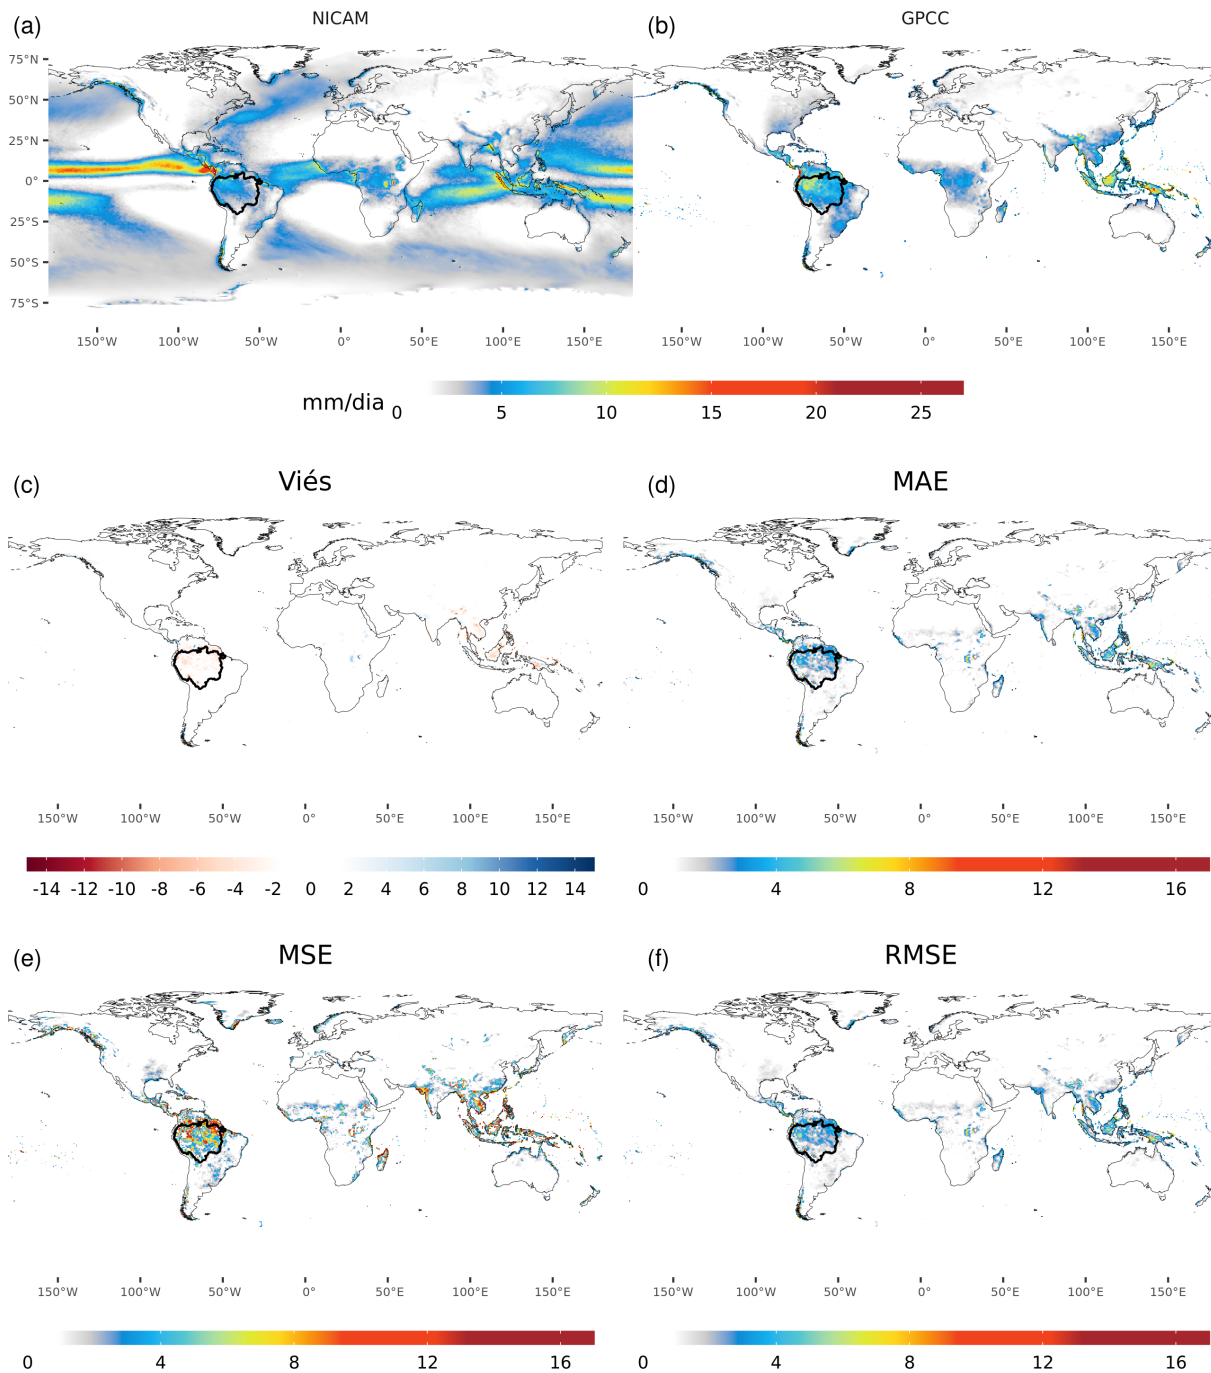 (a) NICAM (b) GPCC
75°N
50°N
25°N
0°
25°S
50°S
75°S
150°W 100°W 50°W 0° 50°E 100°E 150°E 150°W 100°W 50°W 0° 50°E 100°E 150°E
mm/dia 0 5 10 15 20 25
(c) Viés (d) MAE
150°W 100°W 50°W 0° 50°E 100°E 150°E 150°W 100°W 50°W 0° 50°E 100°E 150°E
-14 -12 -10 -8 -6 -4 -2 0 2 4 6 8 10 12 14 0 4 8 12 16
(e) MSE (f) RMSE
150°W 100°W 50°W 0° 50°E 100°E 150°E 150°W 100°W 50°W 0° 50°E 100°E 150°E
0 4 8 12 16 0 4 8 12 16